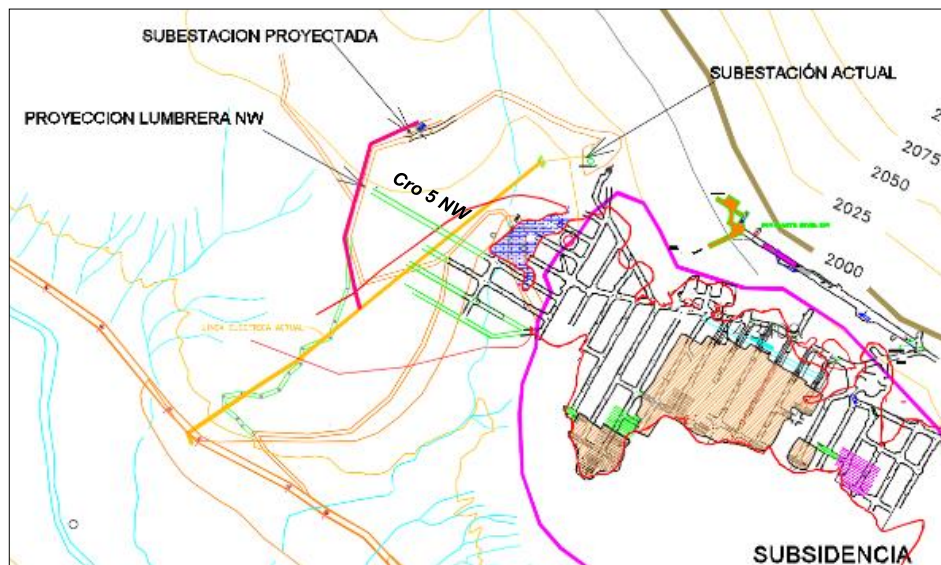 SUBESTACION PROYECTADA
SUBESTACIÓN ACTUAL
PROYECCION LUMBRERA NW
Cro 5 NW
2075
2050
2025
2000
LINEA ELECTRICA ACTUAL
SUBSIDENCIA